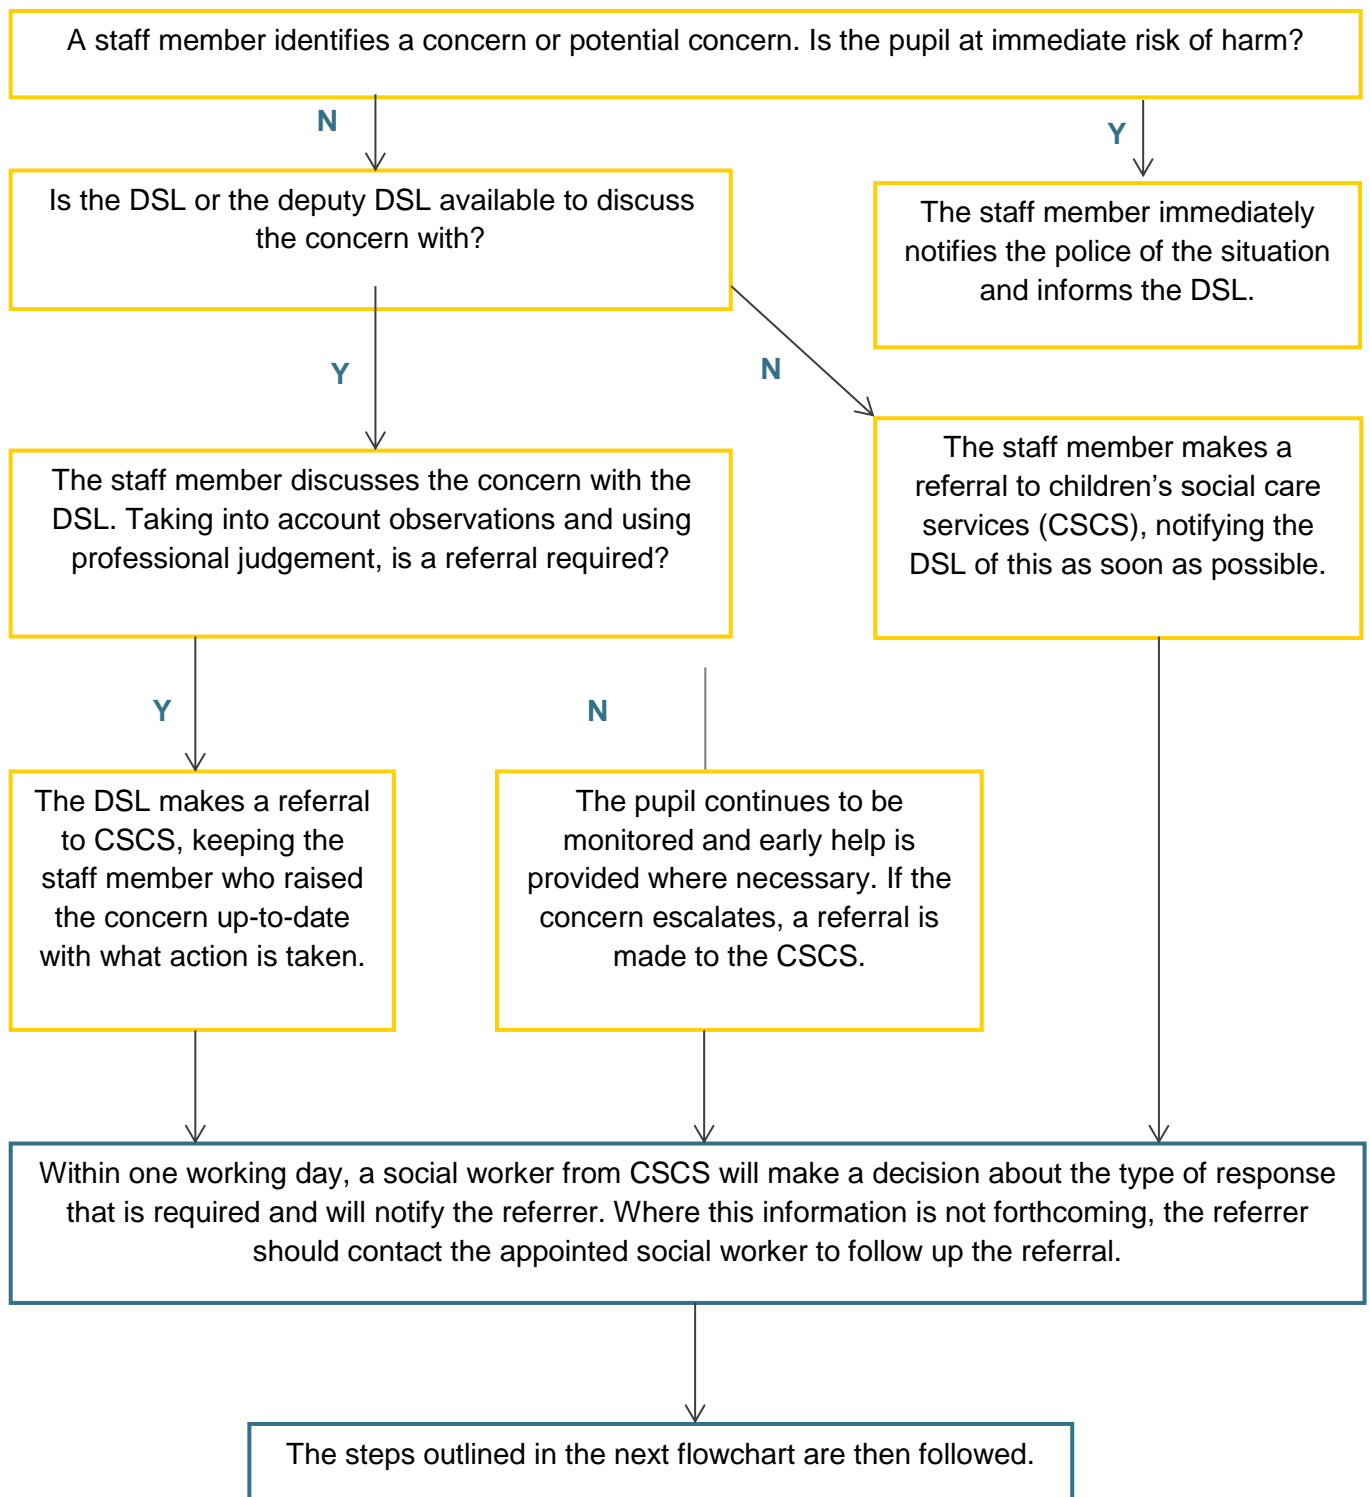 A staff member identifies a concern or potential concern. Is the pupil at immediate risk of harm?
N
Y
Is the DSL or the deputy DSL available to discuss
the concern with?
The staff member immediately
notifies the police of the situation
and informs the DSL.
Y
N
The staff member discusses the concern with the
DSL. Taking into account observations and using
professional judgement, is a referral required?
The staff member makes a
referral to children’s social care
services (CSCS), notifying the
DSL of this as soon as possible.
Y
N
The DSL makes a referral
to CSCS, keeping the
staff member who raised
the concern up-to-date
with what action is taken.
The pupil continues to be
monitored and early help is
provided where necessary. If the
concern escalates, a referral is
made to the CSCS.
Within one working day, a social worker from CSCS will make a decision about the type of response
that is required and will notify the referrer. Where this information is not forthcoming, the referrer
should contact the appointed social worker to follow up the referral.
The steps outlined in the next flowchart are then followed.